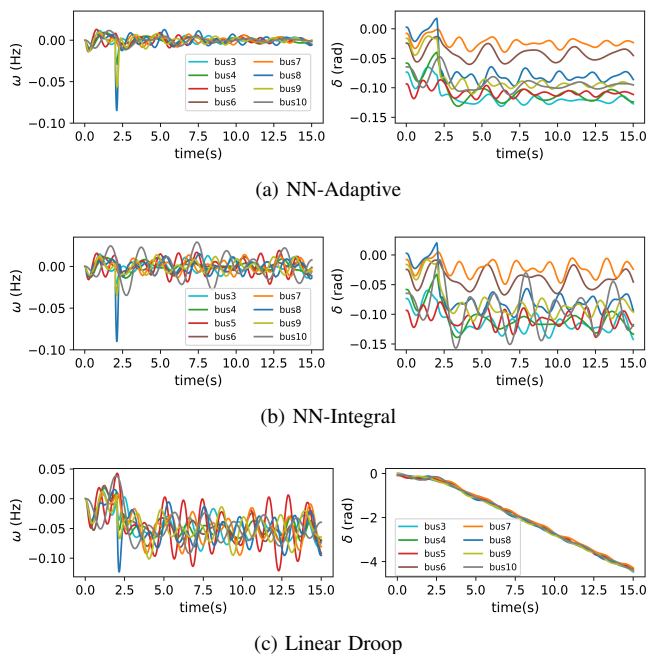 ω (Hz)
0.00
−0.05
−0.10
bus3 bus7
bus4 bus8
bus5 bus9
bus6 bus10
0.0 2.5 5.0 7.5 10.0 12.5 15.0
time(s)
δ (rad)
0.00
−0.05
−0.10
−0.15
0.0 2.5 5.0 7.5 10.0 12.5 15.0
time(s)
(a) NN-Adaptive
ω (Hz)
0.00
−0.05
−0.10
bus3 bus7
bus4 bus8
bus5 bus9
bus6 bus10
0.0 2.5 5.0 7.5 10.0 12.5 15.0
time(s)
δ (rad)
0.00
−0.05
−0.10
−0.15
0.0 2.5 5.0 7.5 10.0 12.5 15.0
time(s)
(b) NN-Integral
ω (Hz)
0.05
0.00
−0.05
−0.10
0.0 2.5 5.0 7.5 10.0 12.5 15.0
time(s)
δ (rad)
0
−2
−4
bus3 bus7
bus4 bus8
bus5 bus9
bus6 bus10
0.0 2.5 5.0 7.5 10.0 12.5 15.0
time(s)
(c) Linear Droop